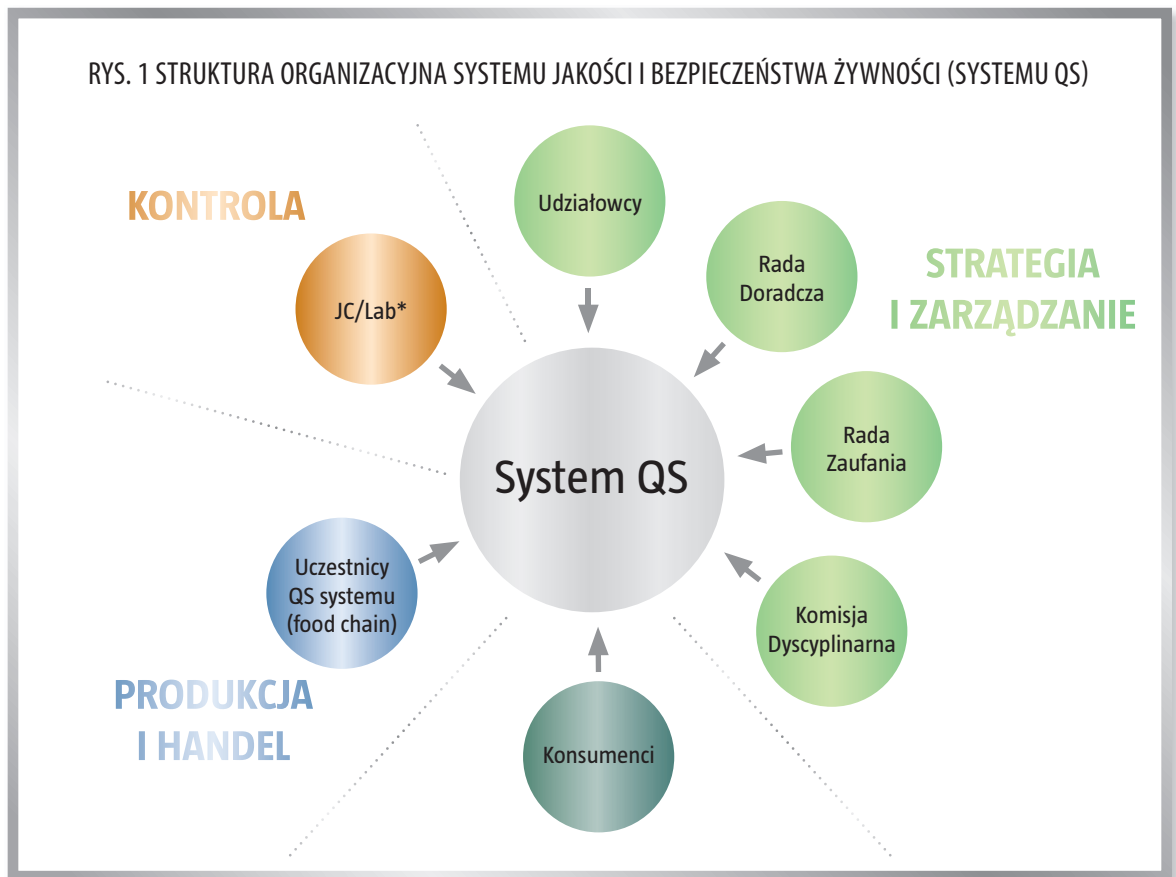 RYS. 1 STRUKTURA ORGANIZACYJNA SYSTEMU JAKOŚCI I BEZPIECZEŃSTWA ŻYWNOŚCI (SYSTEMU QS)
KONTROLA
JC/Lab*
Udziałowcy
Rada
Doradcza
STRATEGIA
I ZARZĄDZANIE
Rada
Zaufania
System QS
Komisja
Dyscyplinarna
Uczestnicy
QS systemu
(food chain)
PRODUKCJA
I HANDEL
Konsumenci